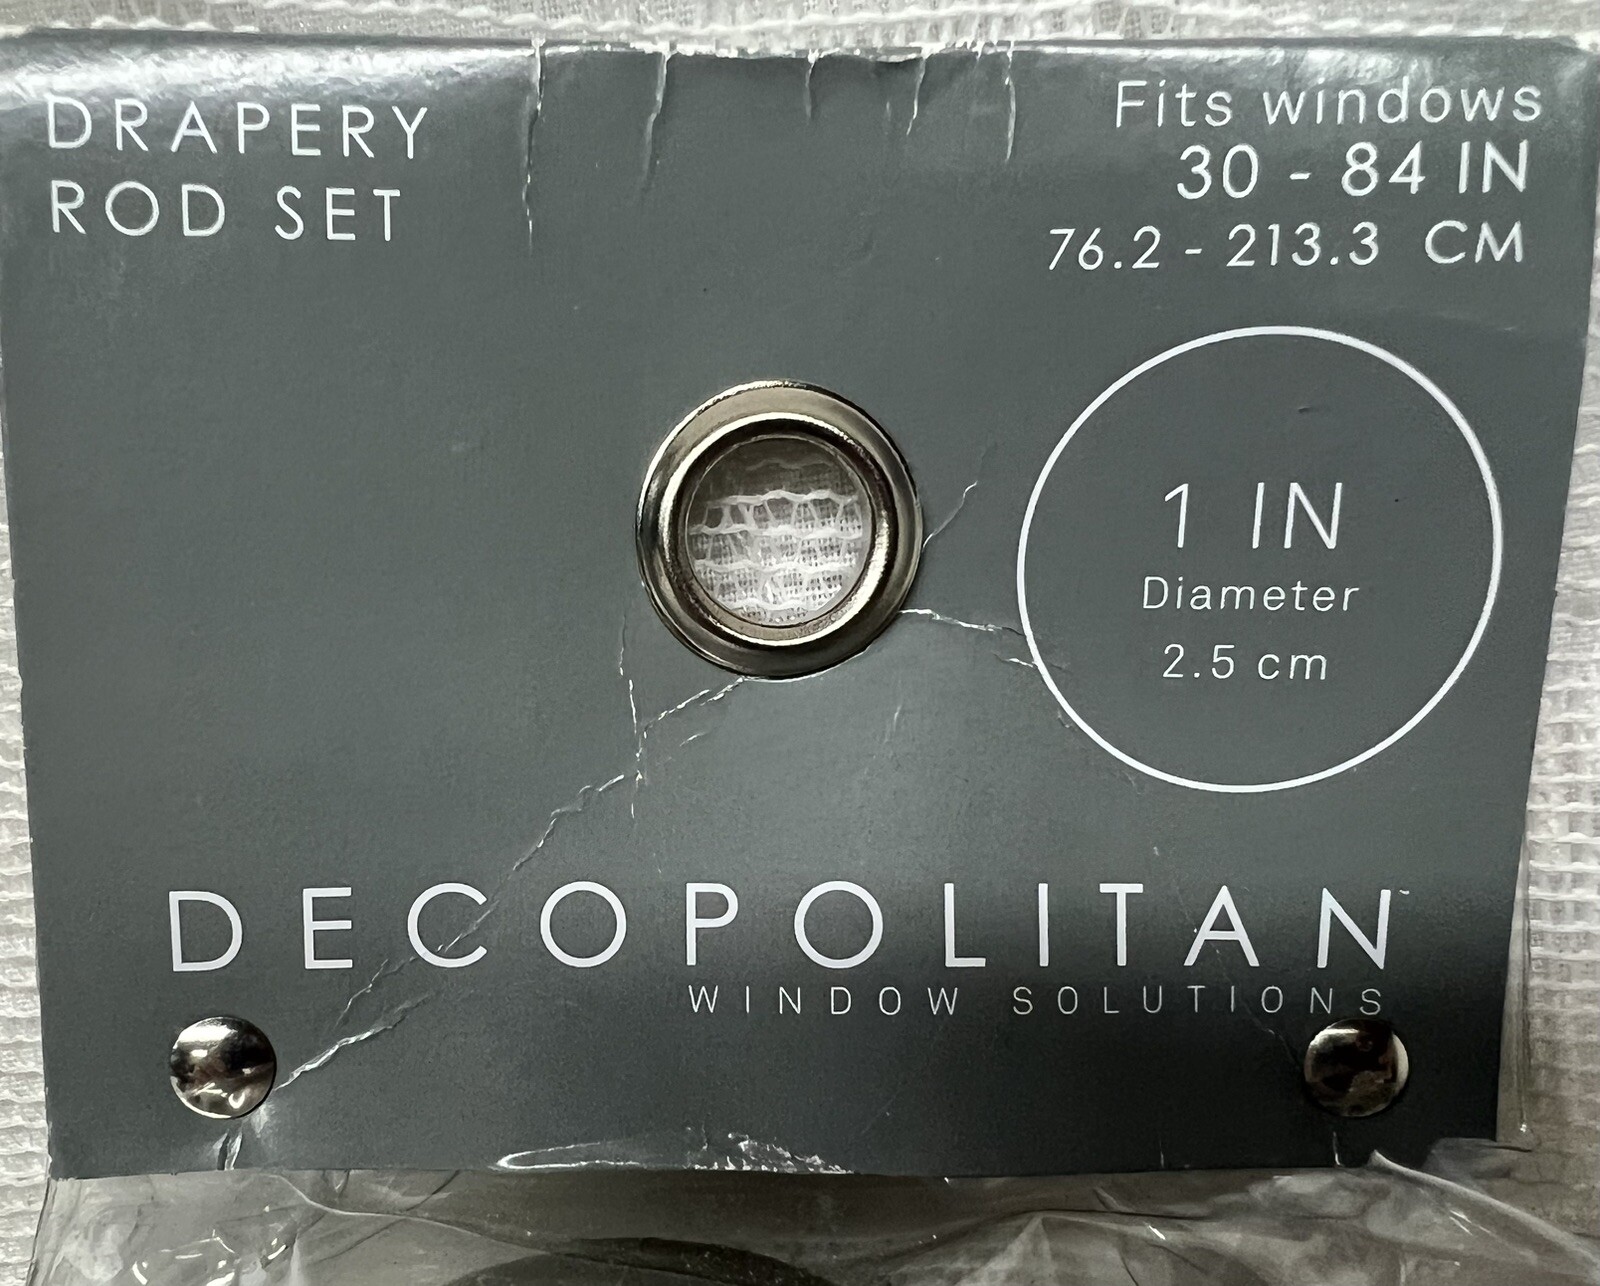 DRAPERY
ROD SET
Fits windows
30 - 84 IN
76.2 - 213.3 CM
1 IN
Diameter
2.5 cm
DECOPOLITAN™
WINDOW SOLUTIONS